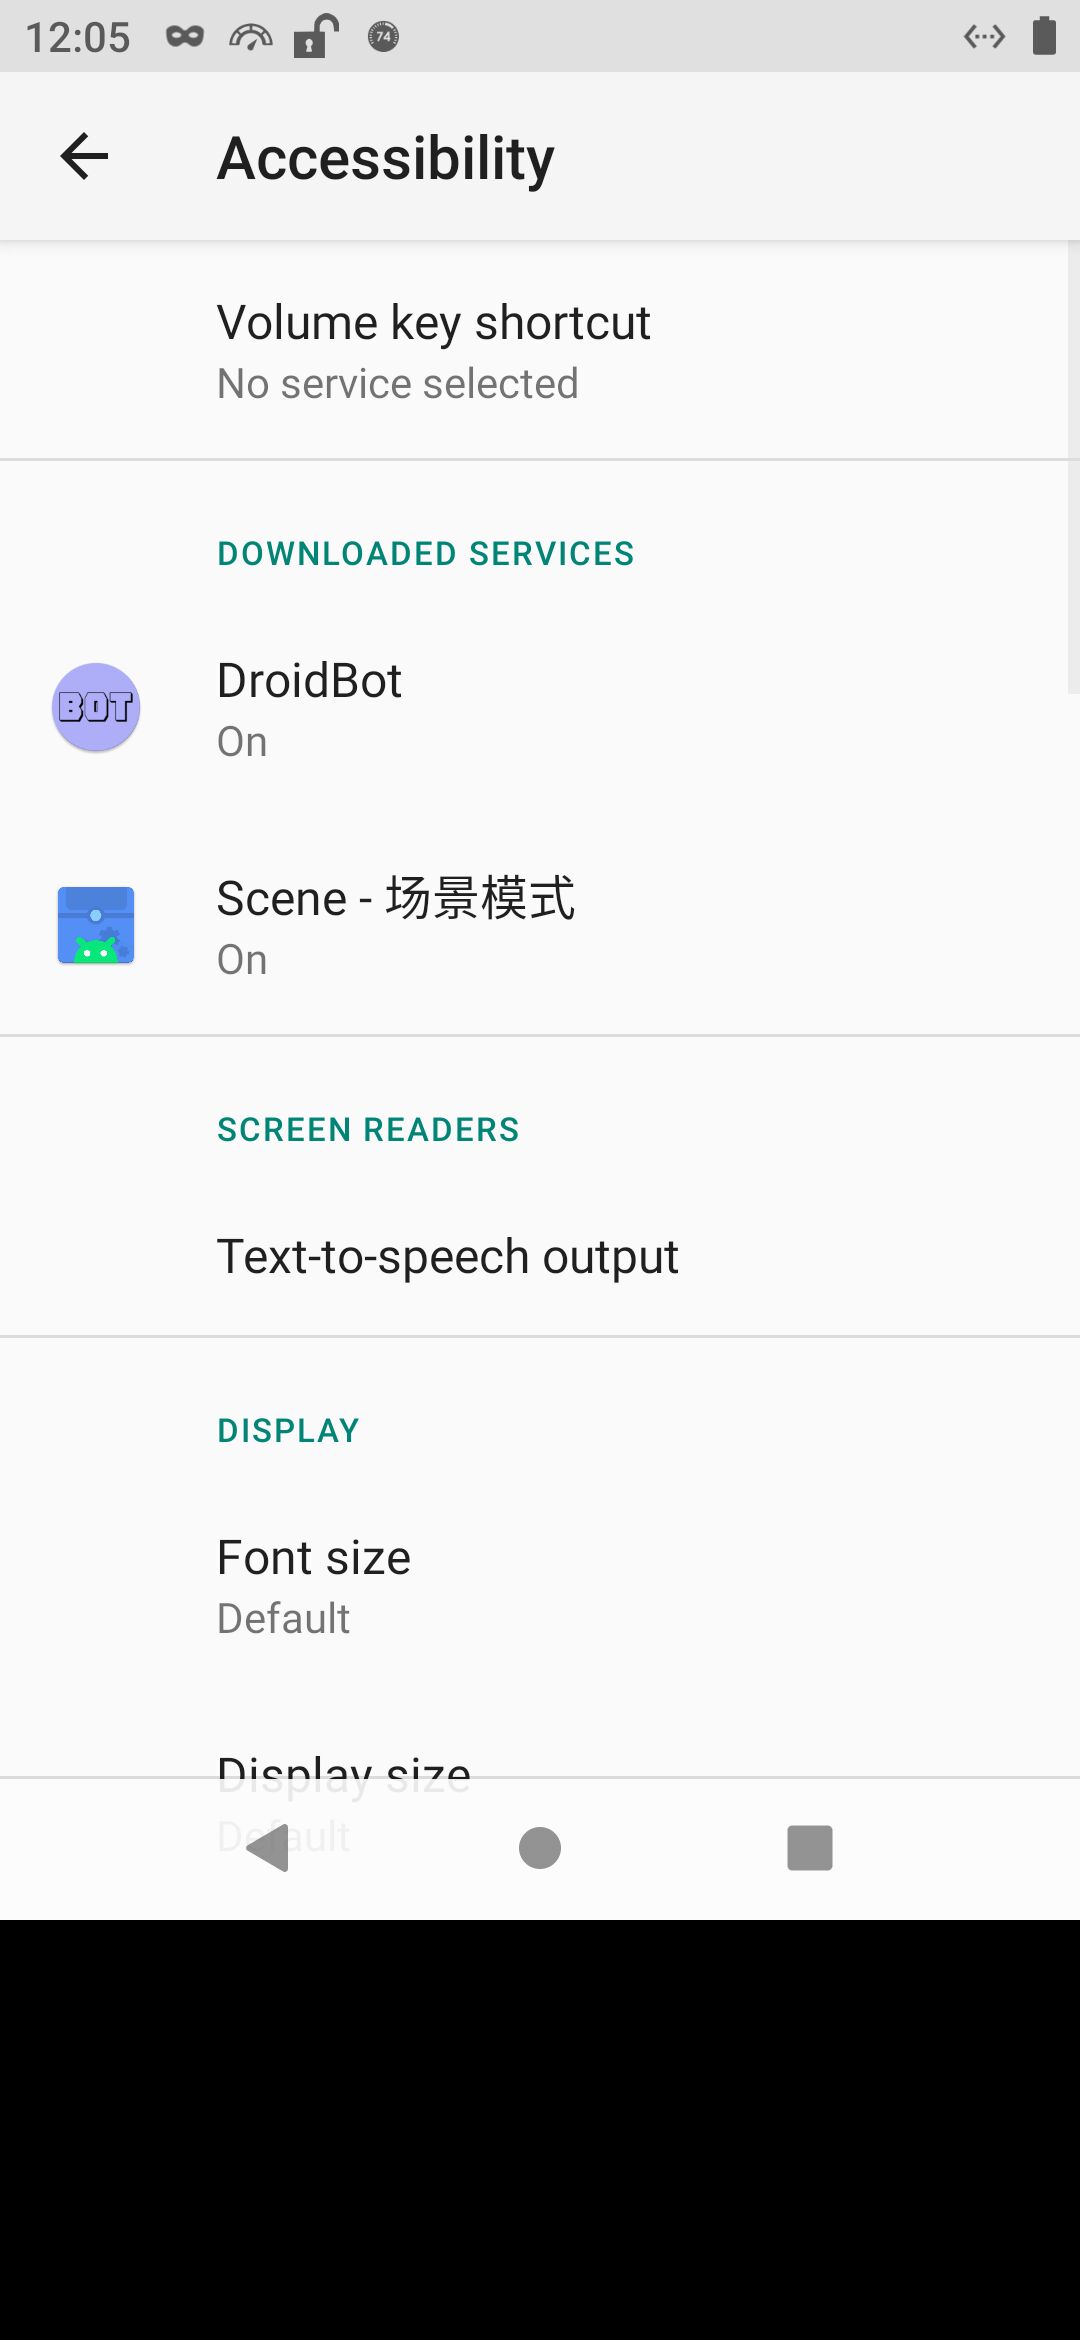 12:05
74
Accessibility
Volume key shortcut
No service selected
DOWNLOADED SERVICES
BOT
DroidBot
On
Scene - 场景模式
On
SCREEN READERS
Text-to-speech output
DISPLAY
Font size
Default
Display size
Default